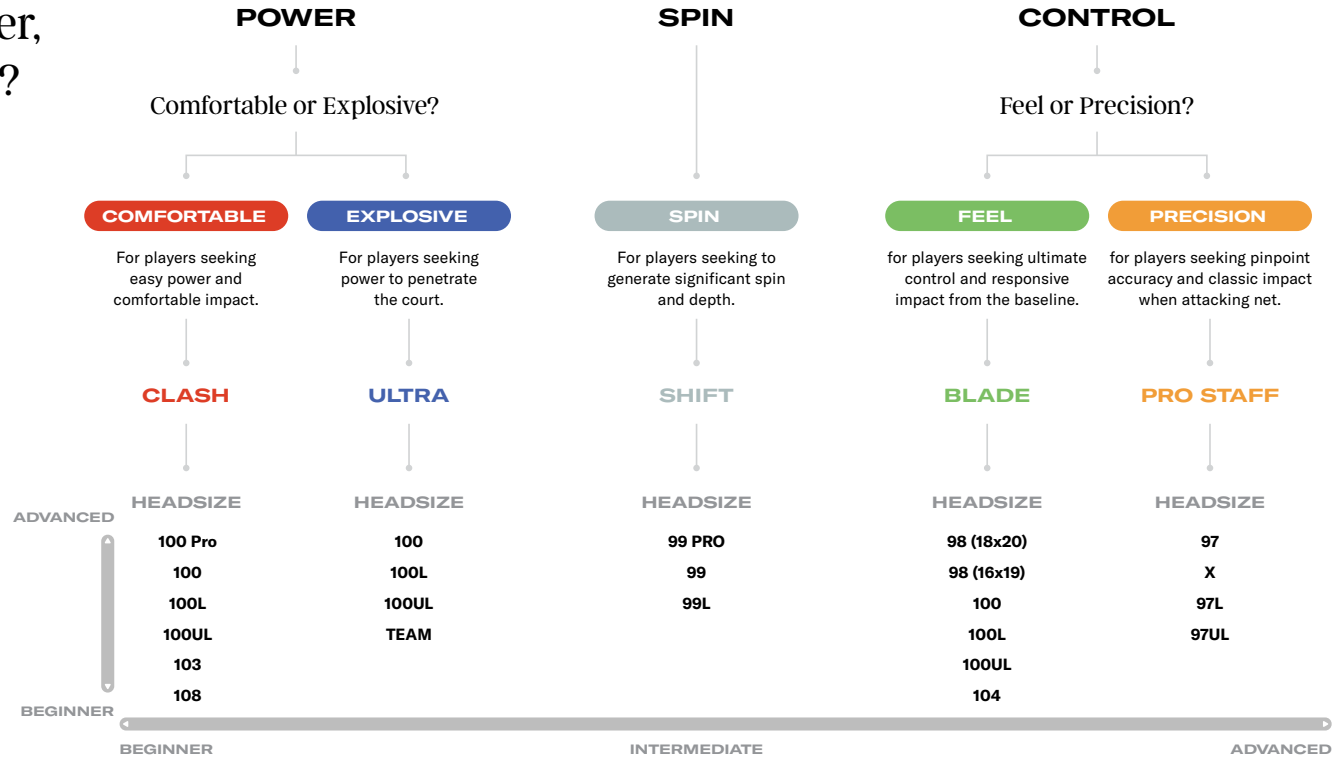 er,
?
POWER
SPIN
CONTROL
Comfortable or Explosive?
Feel or Precision?
COMFORTABLE
EXPLOSIVE
SPIN
FEEL
PRECISION
For players seeking
easy power and
comfortable impact.
For players seeking
power to penetrate
the court.
For players seeking to
generate significant spin
and depth.
for players seeking ultimate
control and responsive
impact from the baseline.
for players seeking pinpoint
accuracy and classic impact
when attacking net.
CLASH
ULTRA
SHIFT
BLADE
PRO STAFF
ADVANCED
BEGINNER
HEADSIZE
100 Pro
100
100L
100UL
103
108
HEADSIZE
100
100L
100UL
TEAM
HEADSIZE
99 PRO
99
99L
HEADSIZE
98 (18x20)
98 (16x19)
100
100L
100UL
104
HEADSIZE
97
X
97L
97UL
BEGINNER
INTERMEDIATE
ADVANCED